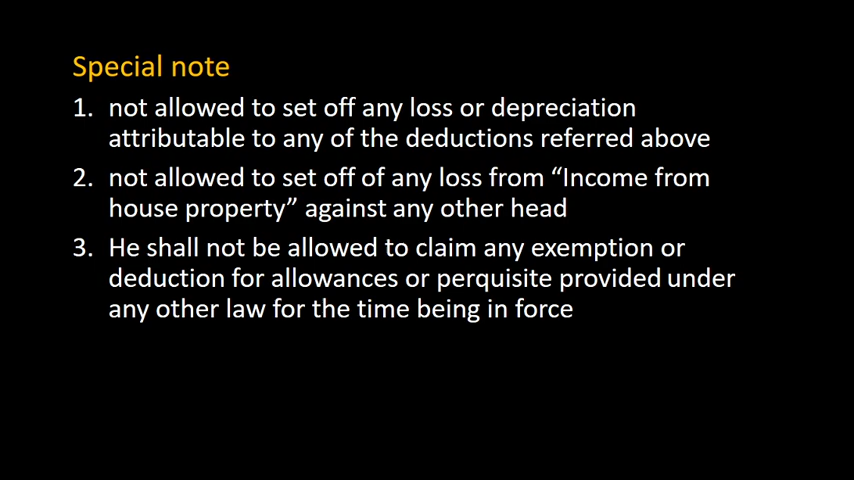 Special note
1. not allowed to set off any loss or depreciation
attributable to any of the deductions referred above
2. not allowed to set off of any loss from “Income from
house property” against any other head
3. He shall not be allowed to claim any exemption or
deduction for allowances or perquisite provided under
any other law for the time being in force